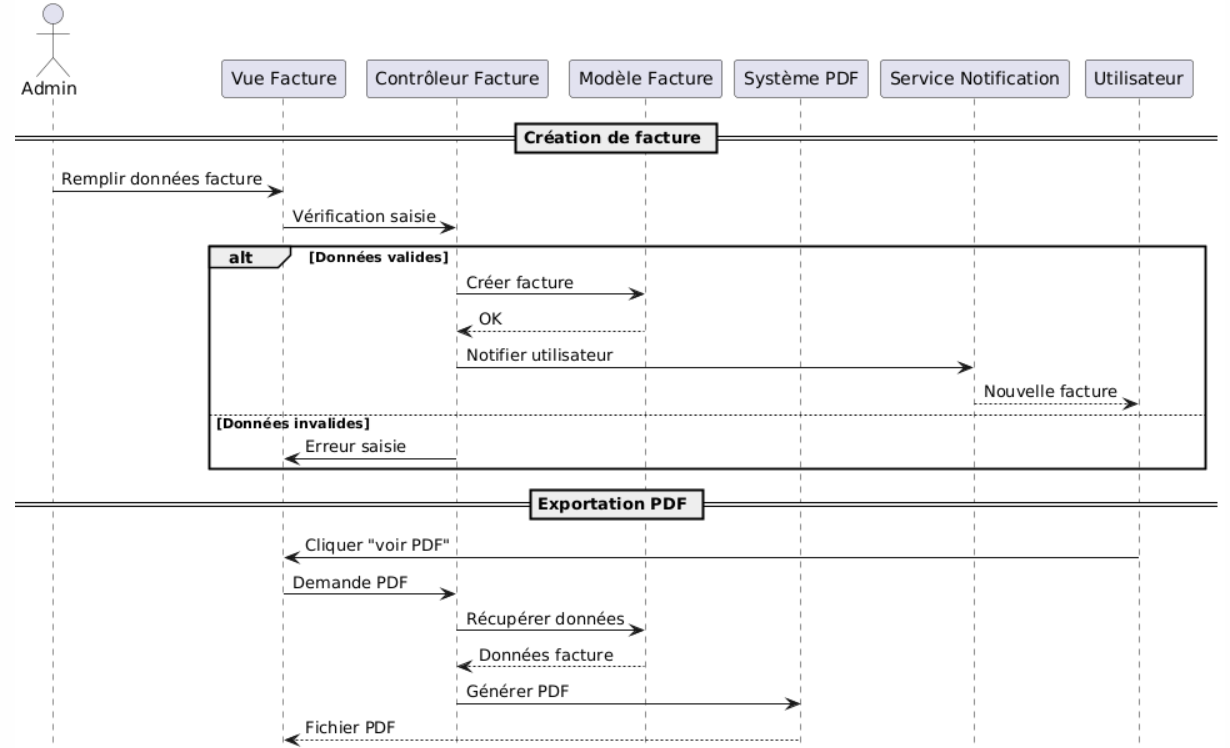 Admin
Vue Facture
Contrôleur Facture
Modèle Facture
Système PDF
Service Notification
Utilisateur
Création de facture
Remplir données facture
Vérification saisie
alt
[Données valides]
Créer facture
OK
Notifier utilisateur
Nouvelle facture
[Données invalides]
Erreur saisie
Exportation PDF
Cliquer "voir PDF"
Demande PDF
Récupérer données
Données facture
Générer PDF
Fichier PDF